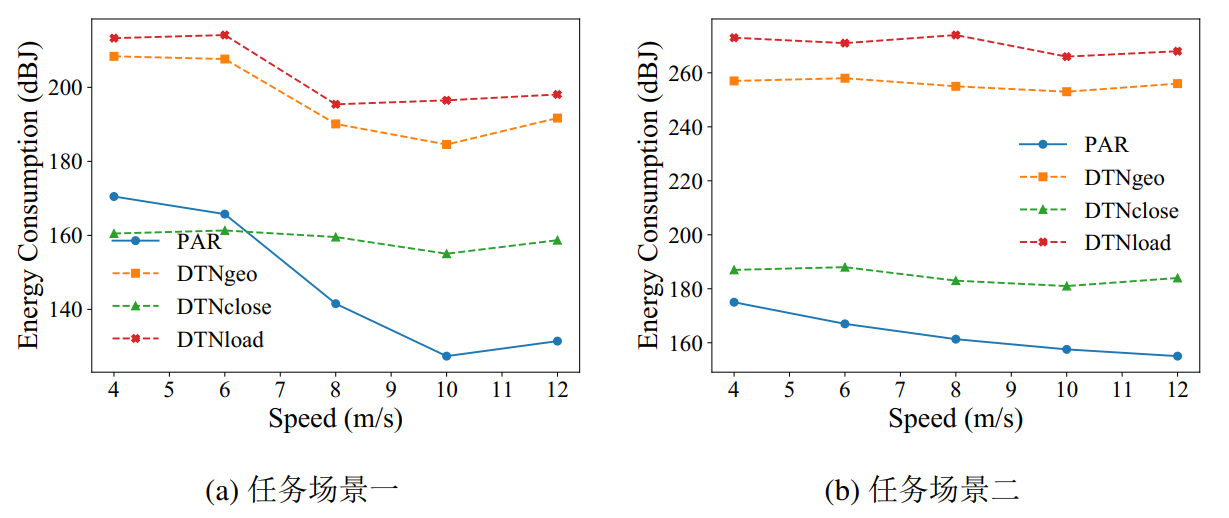 Energy Consumption (dBJ)
200
180
160
140
PAR
DTNgeo
DTNclose
DTNload
4 5 6 7 8 9 10 11 12
Speed (m/s)
(a) 任务场景一
Energy Consumption (dBJ)
260
240
220
200
180
160
PAR
DTNgeo
DTNclose
DTNload
4 5 6 7 8 9 10 11 12
Speed (m/s)
(b) 任务场景二